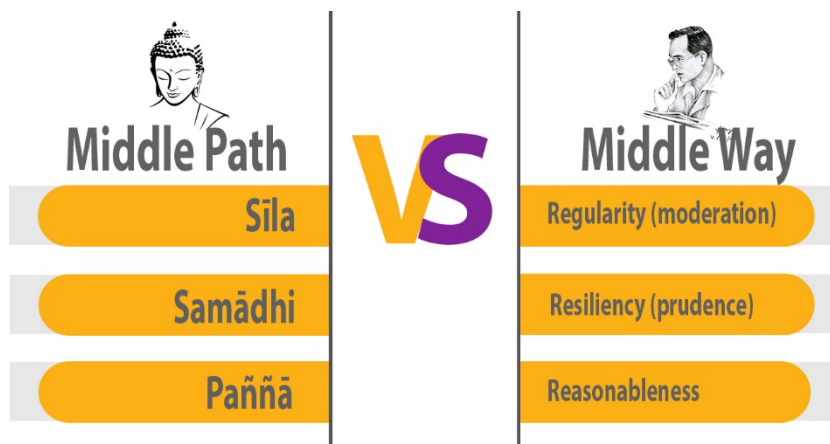 Middle Path
VS
Middle Way
Sīla
Regularity (moderation)
Samādhi
Resiliency (prudence)
Paññā
Reasonableness